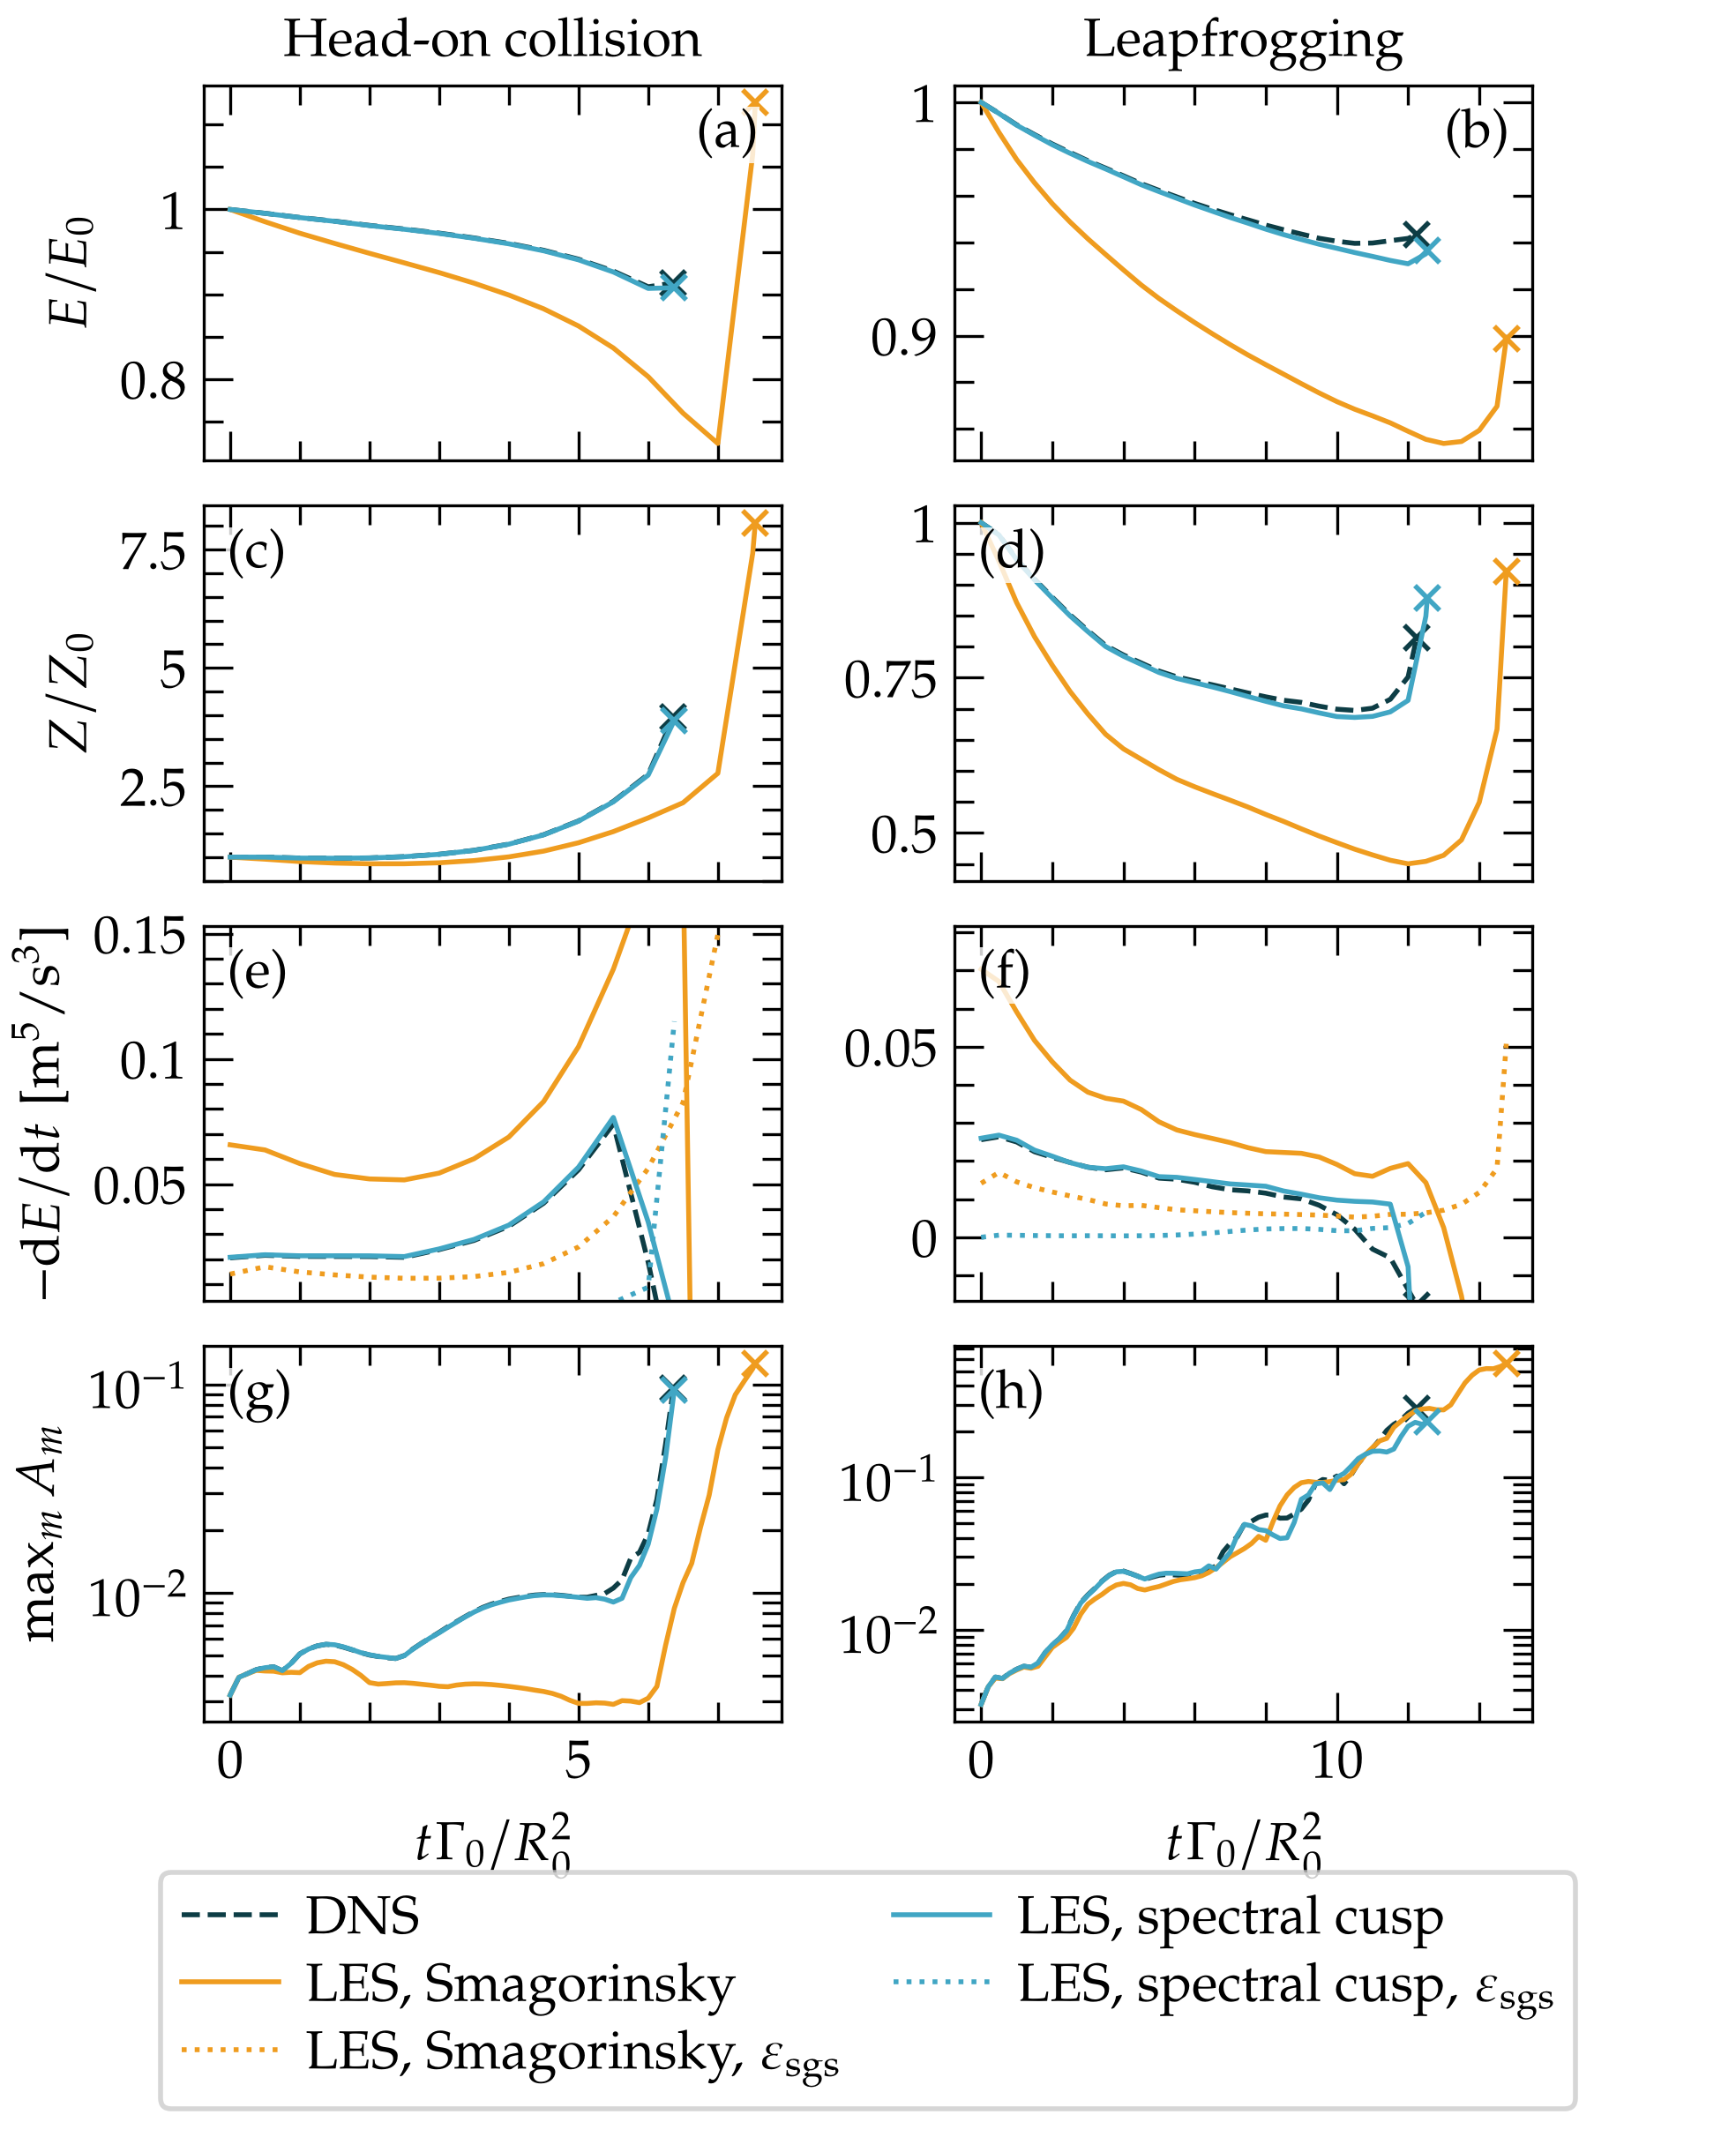 Head-on collision
Leapfrogging
(a)
(b)
E/E₀
1
0.8
1
0.9
(c)
(d)
Z/Z₀
7.5
5
2.5
1
0.75
0.5
(e)
(f)
−dE/dt [m⁵/s³]
0.15
0.1
0.05
0.05
0
(g)
(h)
maxₘ Aₘ
10⁻¹
10⁻²
10⁻¹
10⁻²
0
5
0
10
tΓ₀/R₀²
tΓ₀/R₀²
DNS
LES, Smagorinsky
LES, Smagorinsky, εsgs
LES, spectral cusp
LES, spectral cusp, εsgs